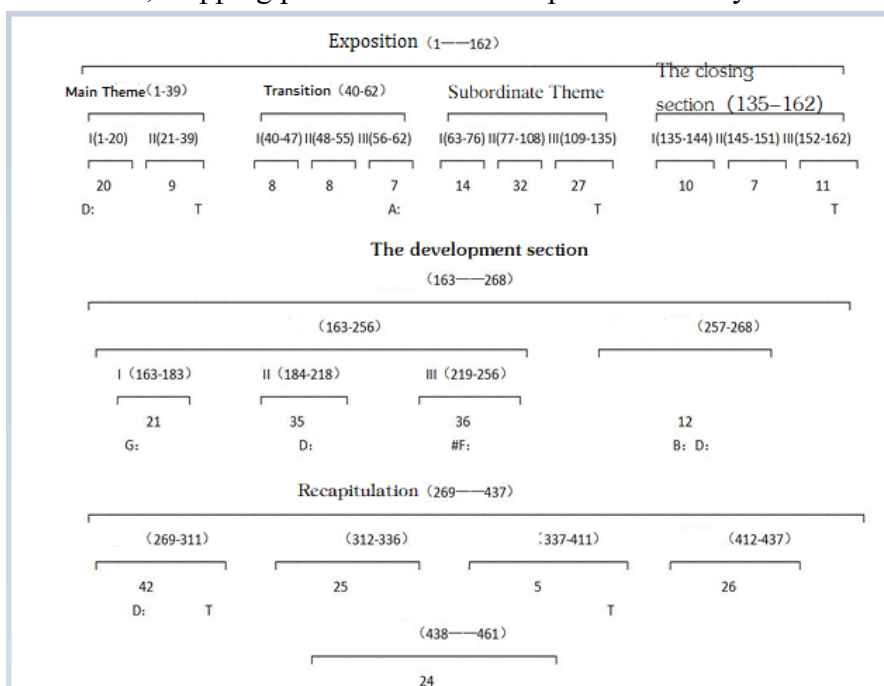 Exposition (1——162)
Main Theme(1-39) Transition (40-62) Subordinate Theme The closing section (135–162)
I(1-20) II(21-39) I(40-47) II(48-55) III(56-62) I(63-76) II(77-108) III(109-135) I(135-144) II(145-151) III(152-162)
20 9 8 8 7 14 32 27 10 7 11
D: T A: T T
The development section
(163——268)
(163-256) (257-268)
I (163-183) II (184-218) III (219-256)
21 35 36 12
G: D: #F: B: D:
Recapitulation (269——437)
(269-311) (312-336) (337-411) (412-437)
42 25 5 26
D: T T
(438——461)
24